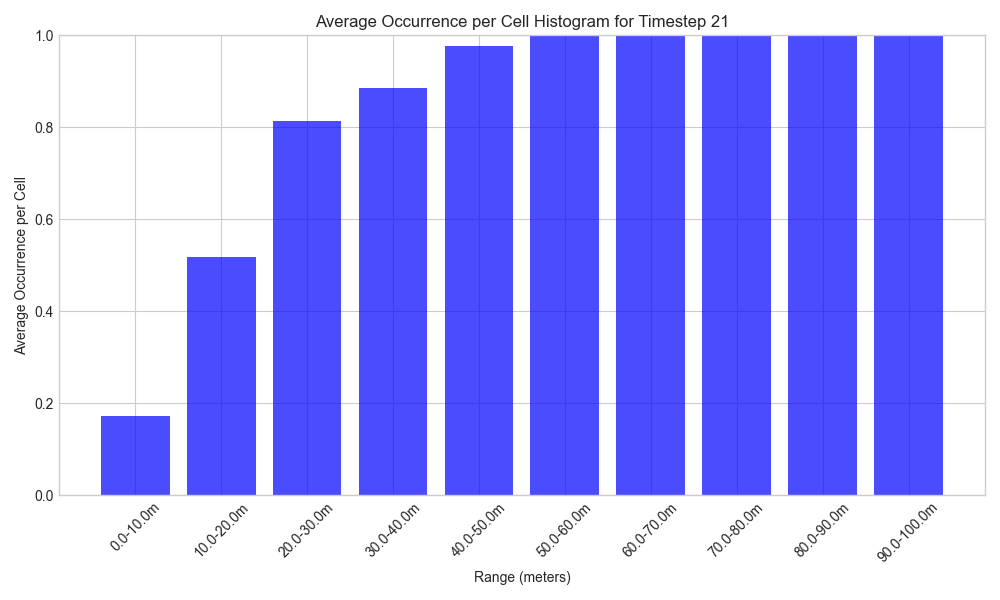 Average Occurrence per Cell Histogram for Timestep 21
1.0
0.8
0.6
0.4
0.2
0.0
Average Occurrence per Cell
0.0-10.0m
10.0-20.0m
20.0-30.0m
30.0-40.0m
40.0-50.0m
50.0-60.0m
60.0-70.0m
70.0-80.0m
80.0-90.0m
90.0-100.0m
Range (meters)